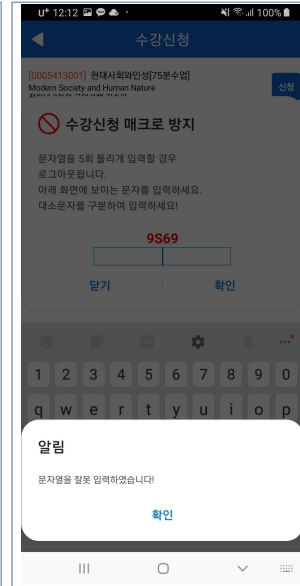 U+ 12:12 100%
수강신청
[0005413001] 현대사회와인성[75분수업]
Modern Society and Human Nature
신청
수강신청 매크로 방지
문자열을 5회 틀리게 입력할 경우
로그아웃됩니다.
아래 화면에 보이는 문자를 입력하세요.
대소문자를 구분하여 입력하세요!
9S69
닫기 확인
1 2 3 4 5 6 7 8 9 0
q w e r t y u i o p
알림
문자열을 잘못 입력하였습니다!
확인